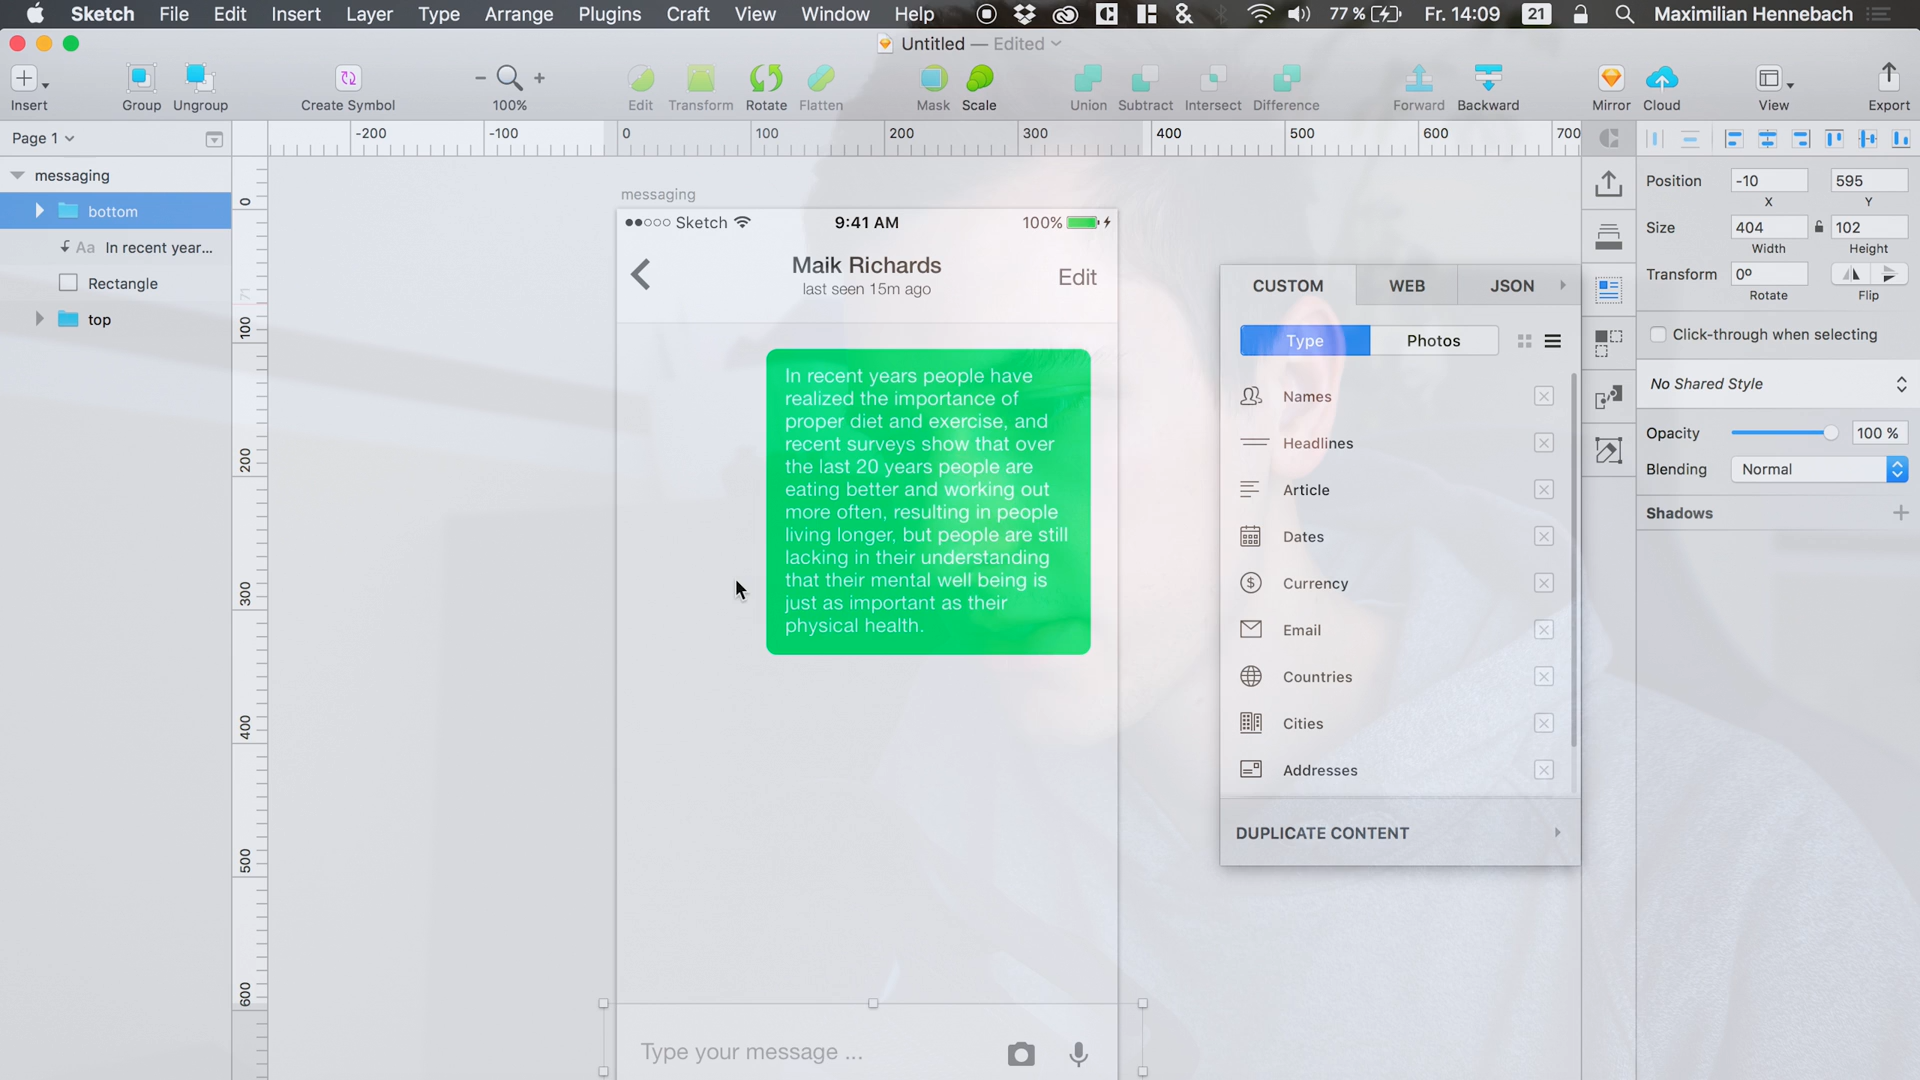 Sketch File Edit Insert Layer Type Arrange Plugins Craft View Window Help 77 % Fr. 14:09 21 Maximilian Hennebach
Untitled — Edited
Insert Group Ungroup Create Symbol 100% Edit Transform Rotate Flatten Mask Scale Union Subtract Intersect Difference Forward Backward Mirror Cloud View Export
Page 1
-200 -100 0 100 200 300 400 500 600 700
messaging
bottom
Aa In recent year...
Rectangle
top
0
71
100
200
300
400
500
600
messaging
Sketch 9:41 AM 100%
Maik Richards
last seen 15m ago
Edit
In recent years people have
realized the importance of
proper diet and exercise, and
recent surveys show that over
the last 20 years people are
eating better and working out
more often, resulting in people
living longer, but people are still
lacking in their understanding
that their mental well being is
just as important as their
physical health.
Type your message ...
CUSTOM WEB JSON
Type Photos
Names
Headlines
Article
Dates
Currency
Email
Countries
Cities
Addresses
DUPLICATE CONTENT
Position -10 595
X Y
Size 404 102
Width Height
Transform 0º
Rotate Flip
Click-through when selecting
No Shared Style
Opacity 100 %
Blending Normal
Shadows